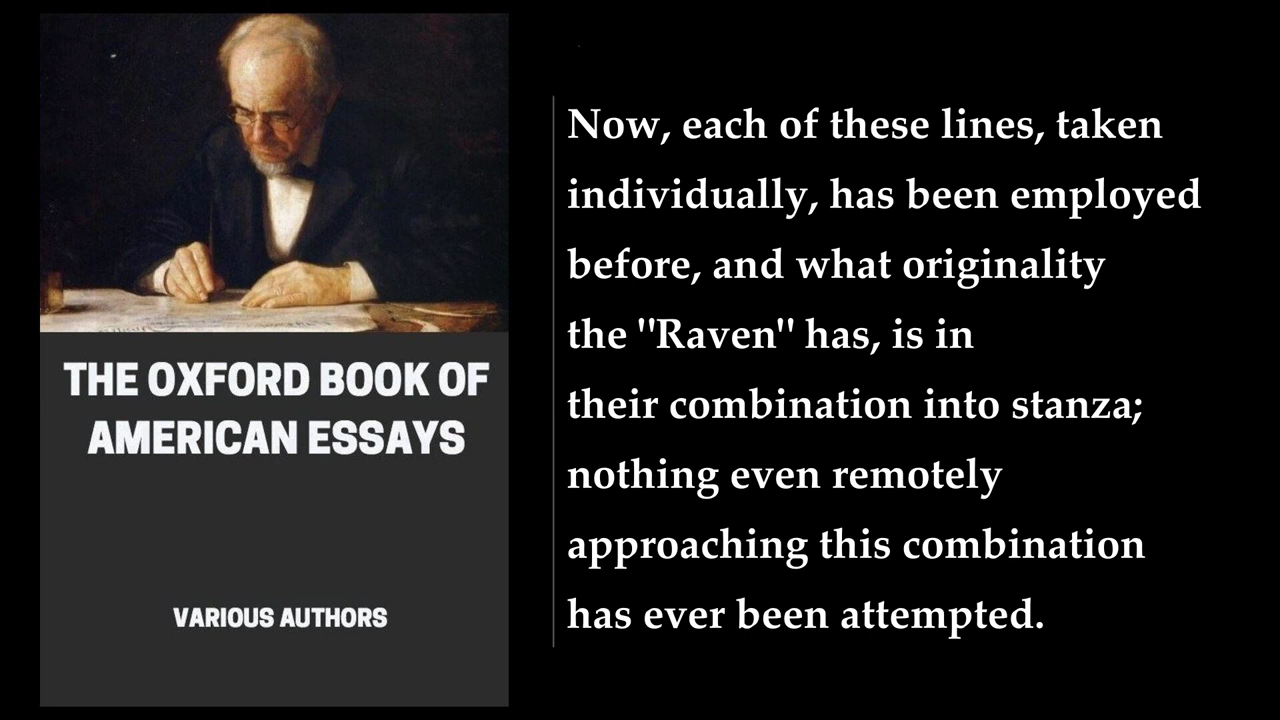 THE OXFORD BOOK OF
AMERICAN ESSAYS
VARIOUS AUTHORS
Now, each of these lines, taken
individually, has been employed
before, and what originality
the "Raven" has, is in
their combination into stanza;
nothing even remotely
approaching this combination
has ever been attempted.